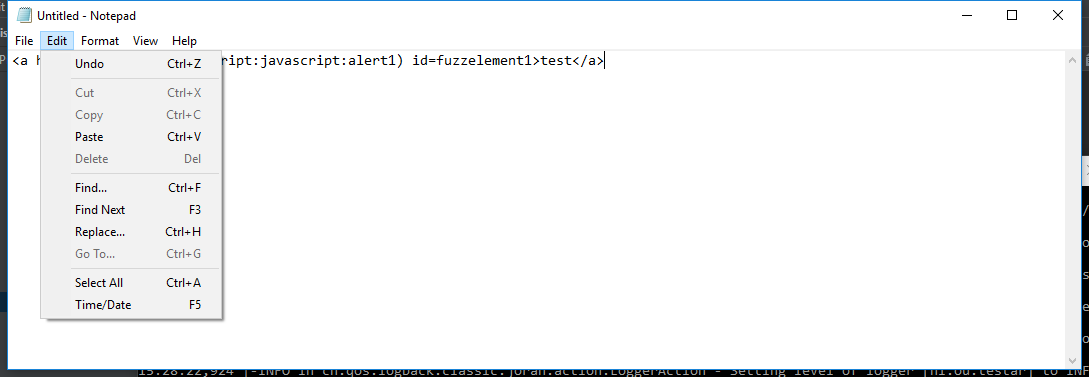 Untitled - Notepad
File Edit Format View Help
<a h ript:javascript:alert1) id=fuzzelement1>test</a>
Undo Ctrl+Z
Cut Ctrl+X
Copy Ctrl+C
Paste Ctrl+V
Delete Del
Find... Ctrl+F
Find Next F3
Replace... Ctrl+H
Go To... Ctrl+G
Select All Ctrl+A
Time/Date F5
15:28:22,924 |-INFO in ch.qos.logback.classic.joran.action.LoggerAction - Setting level of logger [nl.ou.testar] to INF